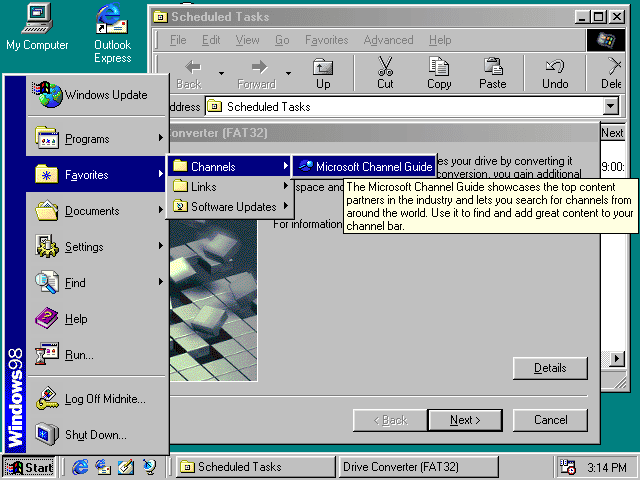 My Computer
Outlook
Express
Scheduled Tasks
File Edit View Go Favorites Advanced Help
Back Forward Up Cut Copy Paste Undo
ddress Scheduled Tasks
Converter (FAT32)
Next
9:00:
es your drive by converting it
conversion, you gain additional
space and
For information
Windows Update
Programs
Favorites
Documents
Settings
Find
Help
Run...
Log Off Midnite...
Shut Down...
Windows98
Channels
Links
Software Updates
Microsoft Channel Guide
The Microsoft Channel Guide showcases the top content
partners in the industry and lets you search for channels from
around the world. Use it to find and add great content to your
channel bar.
Details
< Back Next > Cancel
Start Scheduled Tasks Drive Converter (FAT32) 3:14 PM